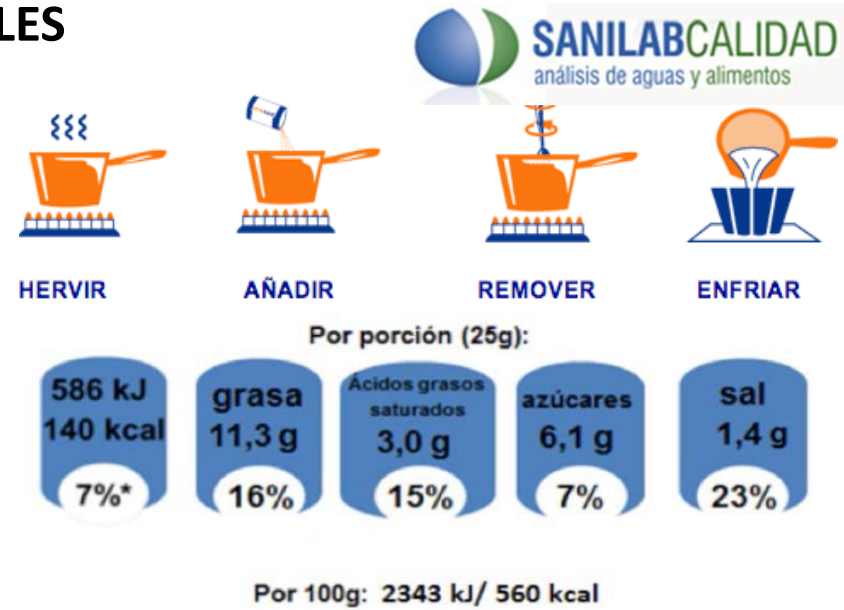 LES
SANILABCALIDAD
análisis de aguas y alimentos
HERVIR
AÑADIR
REMOVER
ENFRIAR
Por porción (25g):
586 kJ
140 kcal
7%*
grasa
11,3 g
16%
Ácidos grasos
saturados
3,0 g
15%
azúcares
6,1 g
7%
sal
1,4 g
23%
Por 100g: 2343 kJ/ 560 kcal